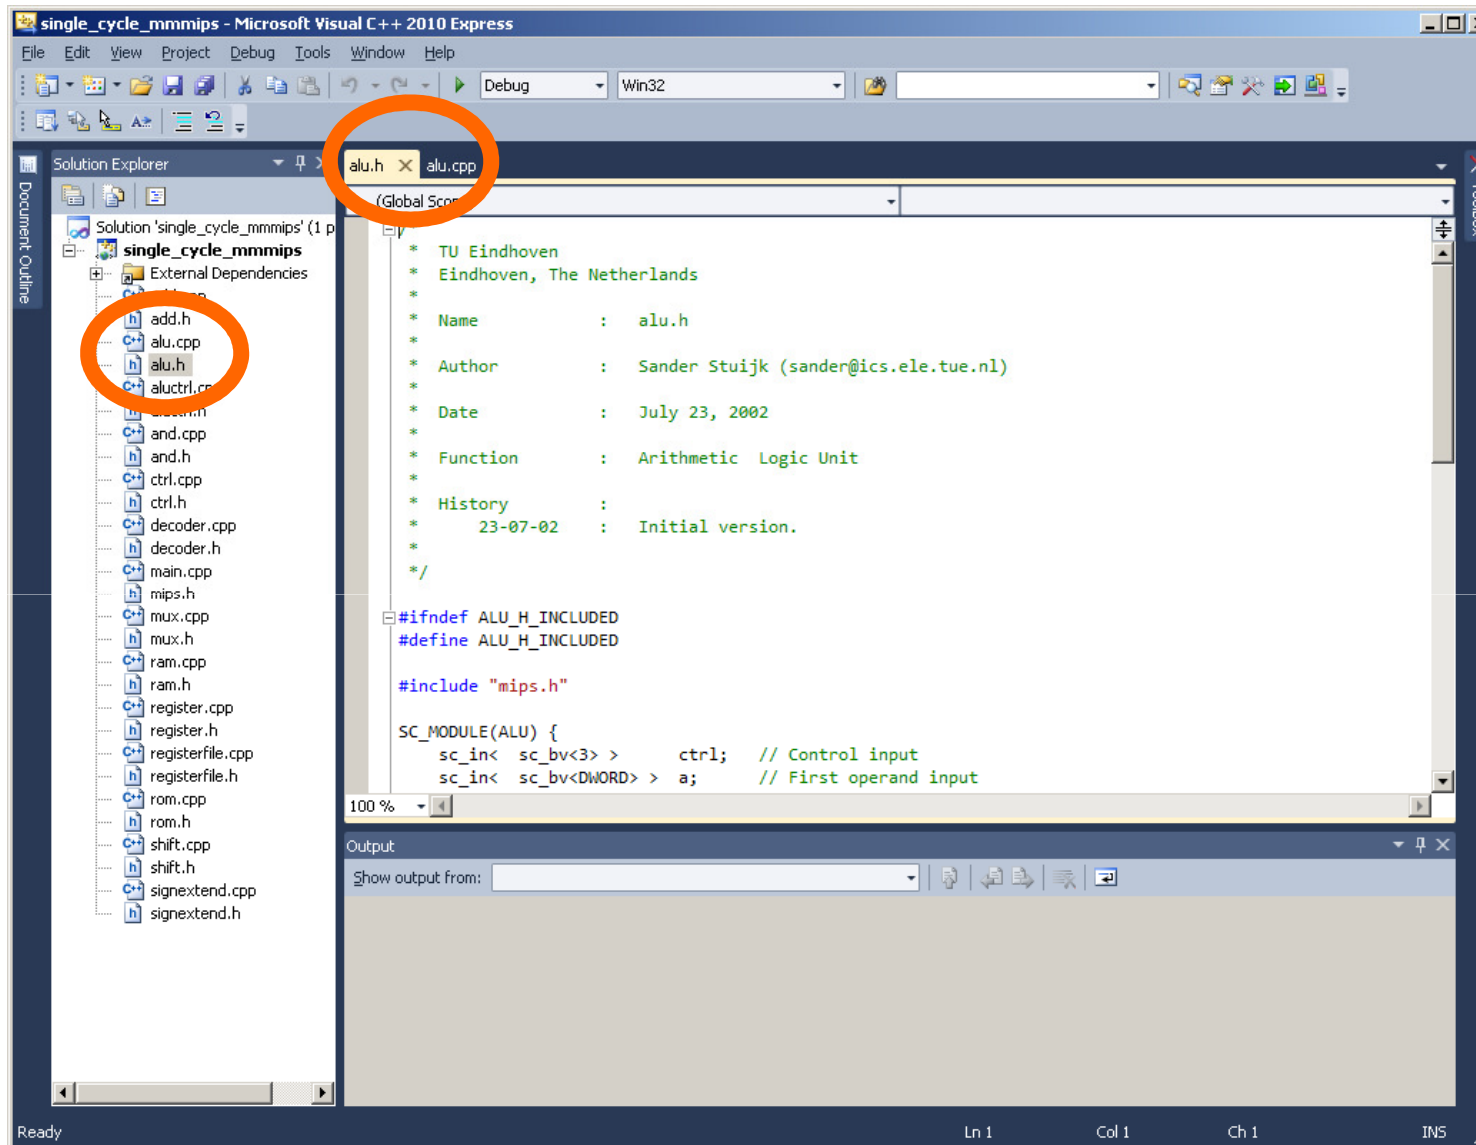 single_cycle_mmmips - Microsoft Visual C++ 2010 Express
File Edit View Project Debug Tools Window Help
Debug Win32
Document Outline
Solution Explorer
Solution 'single_cycle_mmmips' (1 p
single_cycle_mmmips
External Dependencies
add.h
alu.cpp
alu.h
aluctrl.cp
and.cpp
and.h
ctrl.cpp
ctrl.h
decoder.cpp
decoder.h
main.cpp
mips.h
mux.cpp
mux.h
ram.cpp
ram.h
register.cpp
register.h
registerfile.cpp
registerfile.h
rom.cpp
rom.h
shift.cpp
shift.h
signextend.cpp
signextend.h
alu.h alu.cpp
(Global Sco
/*
* TU Eindhoven
* Eindhoven, The Netherlands
*
* Name : alu.h
*
* Author : Sander Stuijk (sander@ics.ele.tue.nl)
*
* Date : July 23, 2002
*
* Function : Arithmetic Logic Unit
*
* History :
* 23-07-02 : Initial version.
*
*/
#ifndef ALU_H_INCLUDED
#define ALU_H_INCLUDED
#include "mips.h"
SC_MODULE(ALU) {
sc_in< sc_bv<3> > ctrl; // Control input
sc_in< sc_bv<DWORD> > a; // First operand input
100 %
Output
Show output from:
Toolbox
Ready Ln 1 Col 1 Ch 1 INS